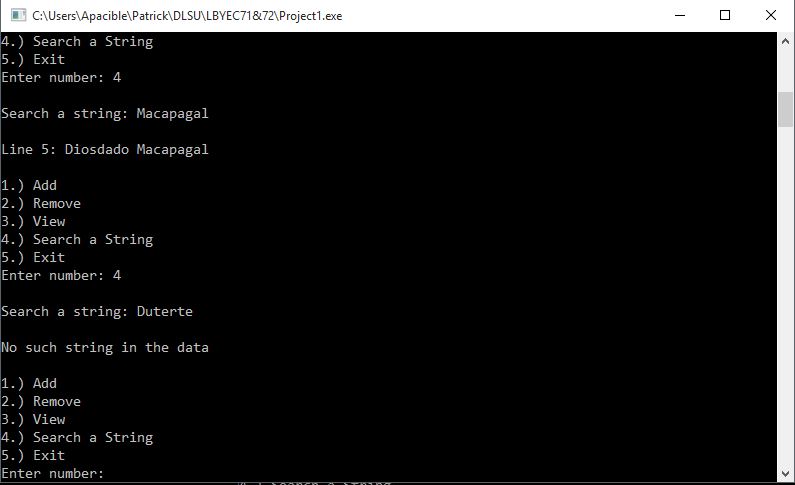 C:\Users\Apacible\Patrick\DLSU\LBYEC71&72\Project1.exe
4.) Search a String
5.) Exit
Enter number: 4
Search a string: Macapagal
Line 5: Diosdado Macapagal
1.) Add
2.) Remove
3.) View
4.) Search a String
5.) Exit
Enter number: 4
Search a string: Duterte
No such string in the data
1.) Add
2.) Remove
3.) View
4.) Search a String
5.) Exit
Enter number: